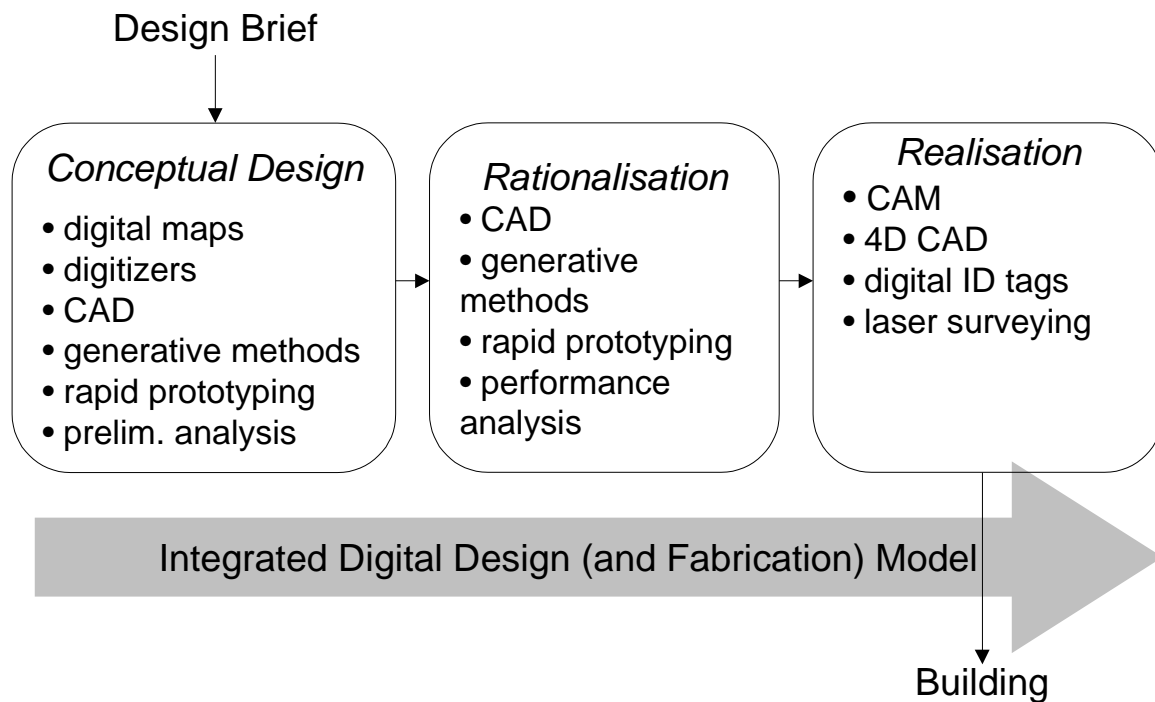 Design Brief
Conceptual Design
• digital maps
• digitizers
• CAD
• generative methods
• rapid prototyping
• prelim. analysis
Rationalisation
• CAD
• generative
methods
• rapid prototyping
• performance
analysis
Realisation
• CAM
• 4D CAD
• digital ID tags
• laser surveying
Integrated Digital Design (and Fabrication) Model
Building